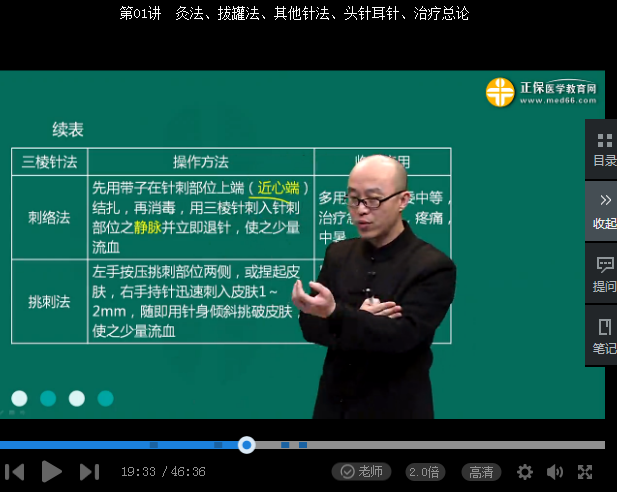 第01讲 灸法、拔罐法、其他针法、头针耳针、治疗总论
正保医学教育网
www.med66.com
续表
三棱针法 操作方法 用
刺络法
先用带子在针刺部位上端（近心端）
结扎，再消毒，用三棱针刺入针刺
部位之静脉并立即退针，使之少量
流血
多用 中等，
治疗 疼痛，
中暑
挑刺法
左手按压挑刺部位两侧，或捏起皮
肤，右手持针迅速刺入皮肤1～
2mm，随即用针身倾斜挑破皮肤，
使之少量流血
目录
收起
提问
笔记
19:33 / 46:36 老师 2.0倍 高清